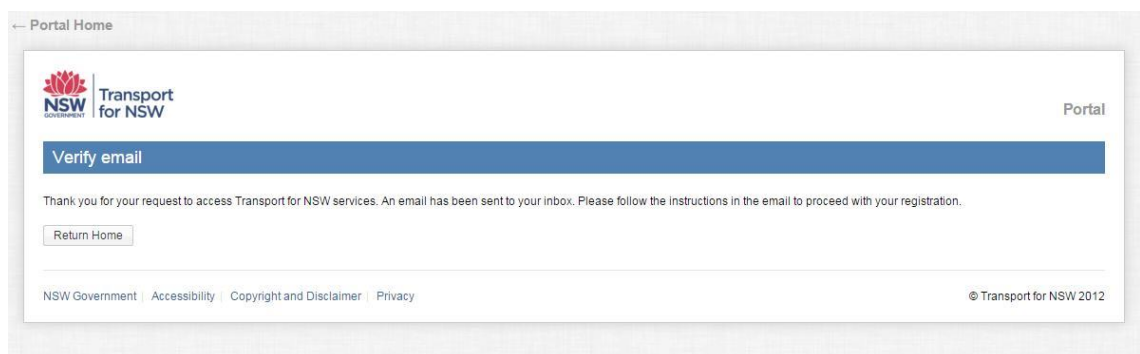 ← Portal Home
NSW
GOVERNMENT
Transport
for NSW
Portal
Verify email
Thank you for your request to access Transport for NSW services. An email has been sent to your inbox. Please follow the instructions in the email to proceed with your registration.
Return Home
NSW Government | Accessibility | Copyright and Disclaimer | Privacy
© Transport for NSW 2012